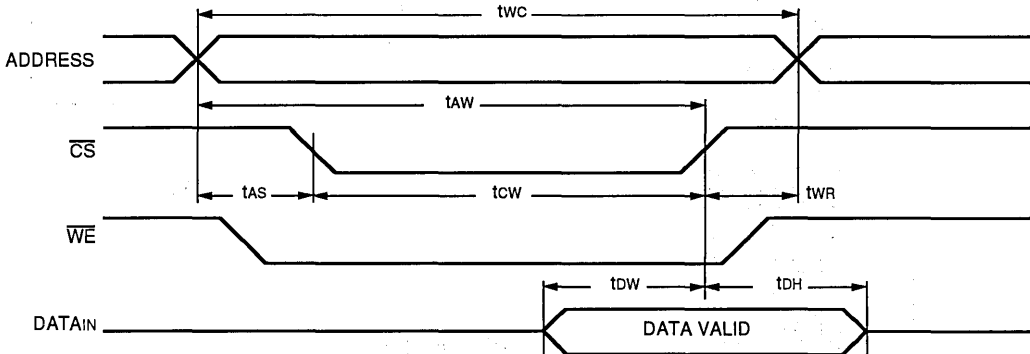 tWC
ADDRESS
tAW
CS
tAS
tCW
tWR
WE
tDW
tDH
DATAIN
DATA VALID